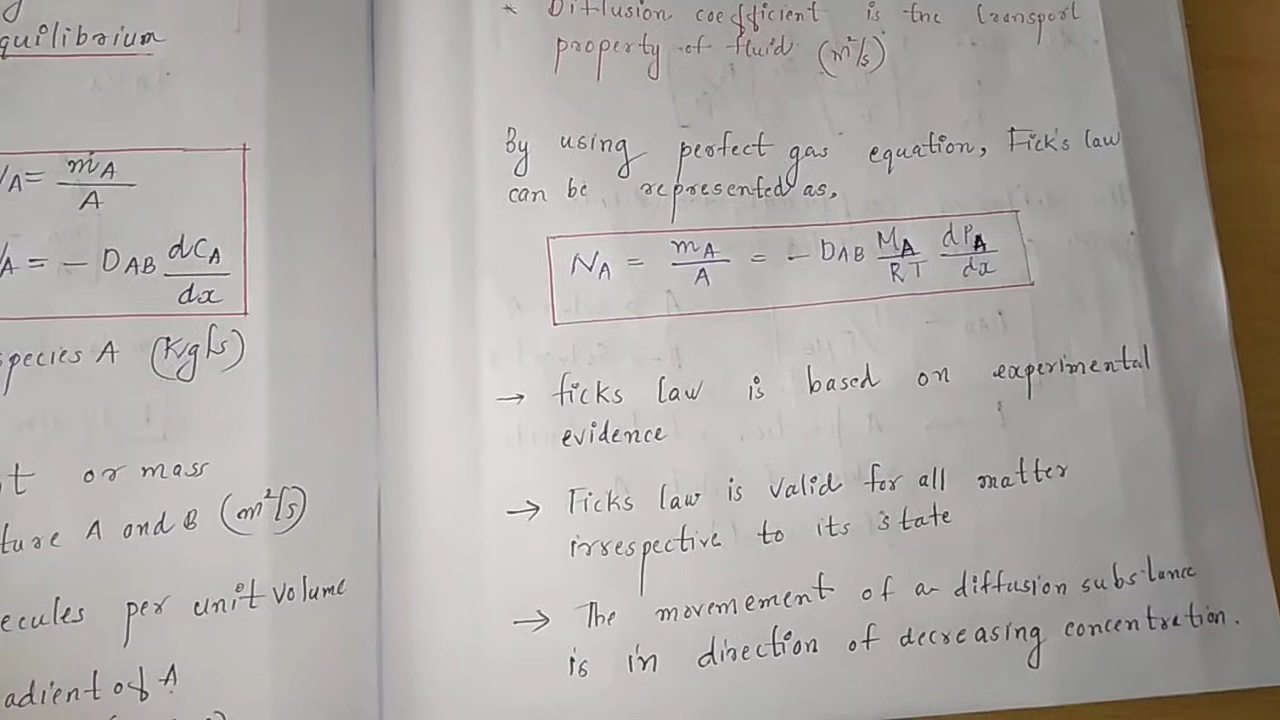 quilibrium
A = ṁA / A
A = - DAB dCA / dx
species A (Kg/s)
t or mass
ture A and B (m²/s)
ecules per unit volume
adient of A
* Diffusion coefficient is the transport
property of fluid (m²/s)
By using perfect gas equation, Fick's law
can be represented as,
NA = mA / A = - DAB MA / RT dPA / dx
→ ficks law is based on experimental
evidence
→ Ficks law is valid for all matter
irrespective to its state
→ The movemement of a diffusion substance
is in direction of decreasing concentration.